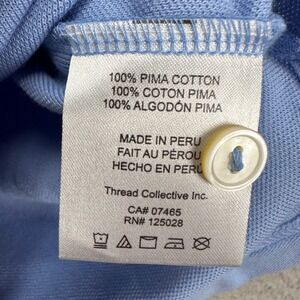 100% PIMA COTTON
100% COTON PIMA
100% ALGODÓN PIMA
MADE IN PERU
FAIT AU PÉROU
HECHO EN PERÚ
Thread Collective Inc.
CA# 07465
RN# 125028